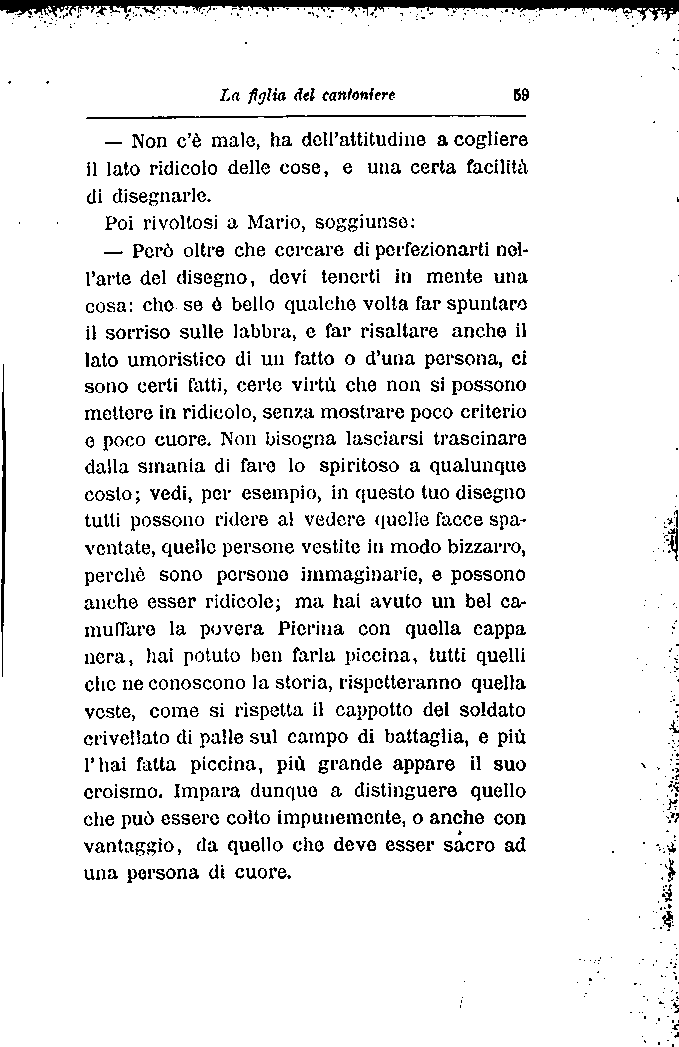 La figlia del cantoniere 59
— Non c'è male, ha dell'attitudine a cogliere
il lato ridicolo delle cose, e una certa facilità
di disegnarle.
Poi rivoltosi a Mario, soggiunse:
— Però oltre che cercare di perfezionarti nel-
l'arte del disegno, devi tenerti in mente una
cosa: che se è bello qualche volta far spuntare
il sorriso sulle labbra, e far risaltare anche il
lato umoristico di un fatto o d'una persona, ci
sono certi fatti, certe virtù che non si possono
mettere in ridicolo, senza mostrare poco criterio
e poco cuore. Non bisogna lasciarsi trascinare
dalla smania di fare lo spiritoso a qualunque
costo; vedi, per esempio, in questo tuo disegno
tutti possono ridere al vedere quelle facce spa-
ventate, quelle persone vestite in modo bizzarro,
perchè sono persone immaginarie, e possono
anche esser ridicole; ma hai avuto un bel ca-
muffare la povera Pierina con quella cappa
nera, hai potuto ben farla piccina, tutti quelli
che ne conoscono la storia, rispetteranno quella
veste, come si rispetta il cappotto del soldato
crivellato di palle sul campo di battaglia, e più
l'hai fatta piccina, più grande appare il suo
eroismo. Impara dunque a distinguere quello
che può essere colto impunemente, o anche con
vantaggio, da quello che deve esser sacro ad
una persona di cuore.